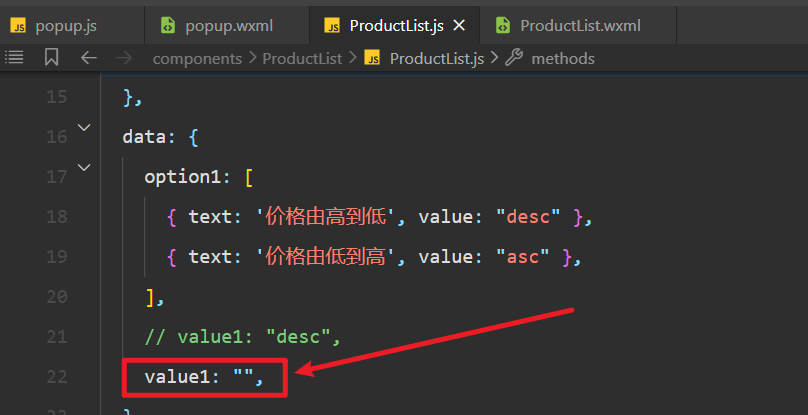 JS popup.js popup.wxml JS ProductList.js × ProductList.wxml
components > ProductList > JS ProductList.js > methods
15 },
16 data: {
17 option1: [
18 { text: '价格由高到低', value: "desc" },
19 { text: '价格由低到高', value: "asc" },
20 ],
21 // value1: "desc",
22 value1: "",